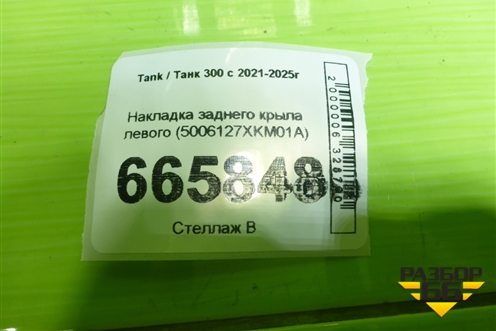 Tank / Танк 300 с 2021-2025г
Накладка заднего крыла
левого (5006127XKM01A)
665848
Стеллаж В
РАЗБОР
66